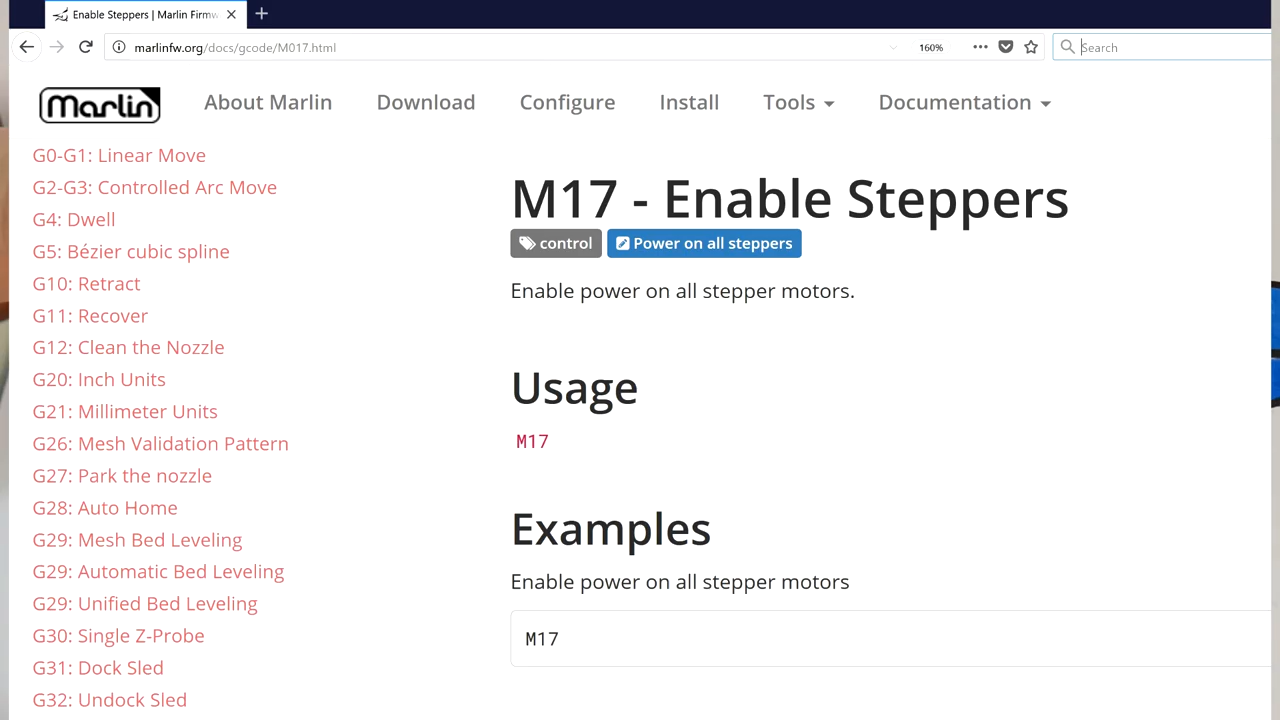 Enable Steppers | Marlin Firmw
marlinfw.org/docs/gcode/M017.html
160%
Search
Marlin
About Marlin
Download
Configure
Install
Tools
Documentation
G0-G1: Linear Move
G2-G3: Controlled Arc Move
G4: Dwell
G5: Bézier cubic spline
G10: Retract
G11: Recover
G12: Clean the Nozzle
G20: Inch Units
G21: Millimeter Units
G26: Mesh Validation Pattern
G27: Park the nozzle
G28: Auto Home
G29: Mesh Bed Leveling
G29: Automatic Bed Leveling
G29: Unified Bed Leveling
G30: Single Z-Probe
G31: Dock Sled
G32: Undock Sled
M17 - Enable Steppers
control
Power on all steppers
Enable power on all stepper motors.
Usage
M17
Examples
Enable power on all stepper motors
M17